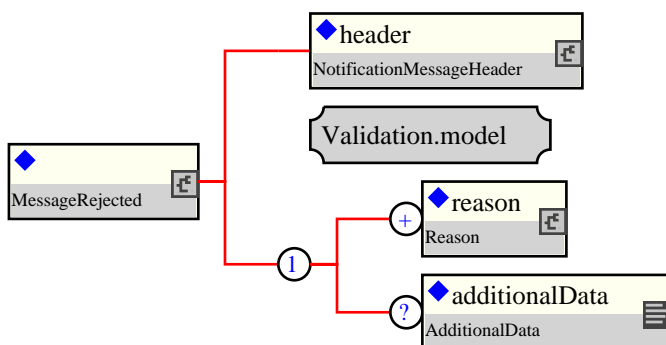 header
NotificationMessageHeader
Validation.model
MessageRejected
+
reason
Reason
1
?
additionalData
AdditionalData